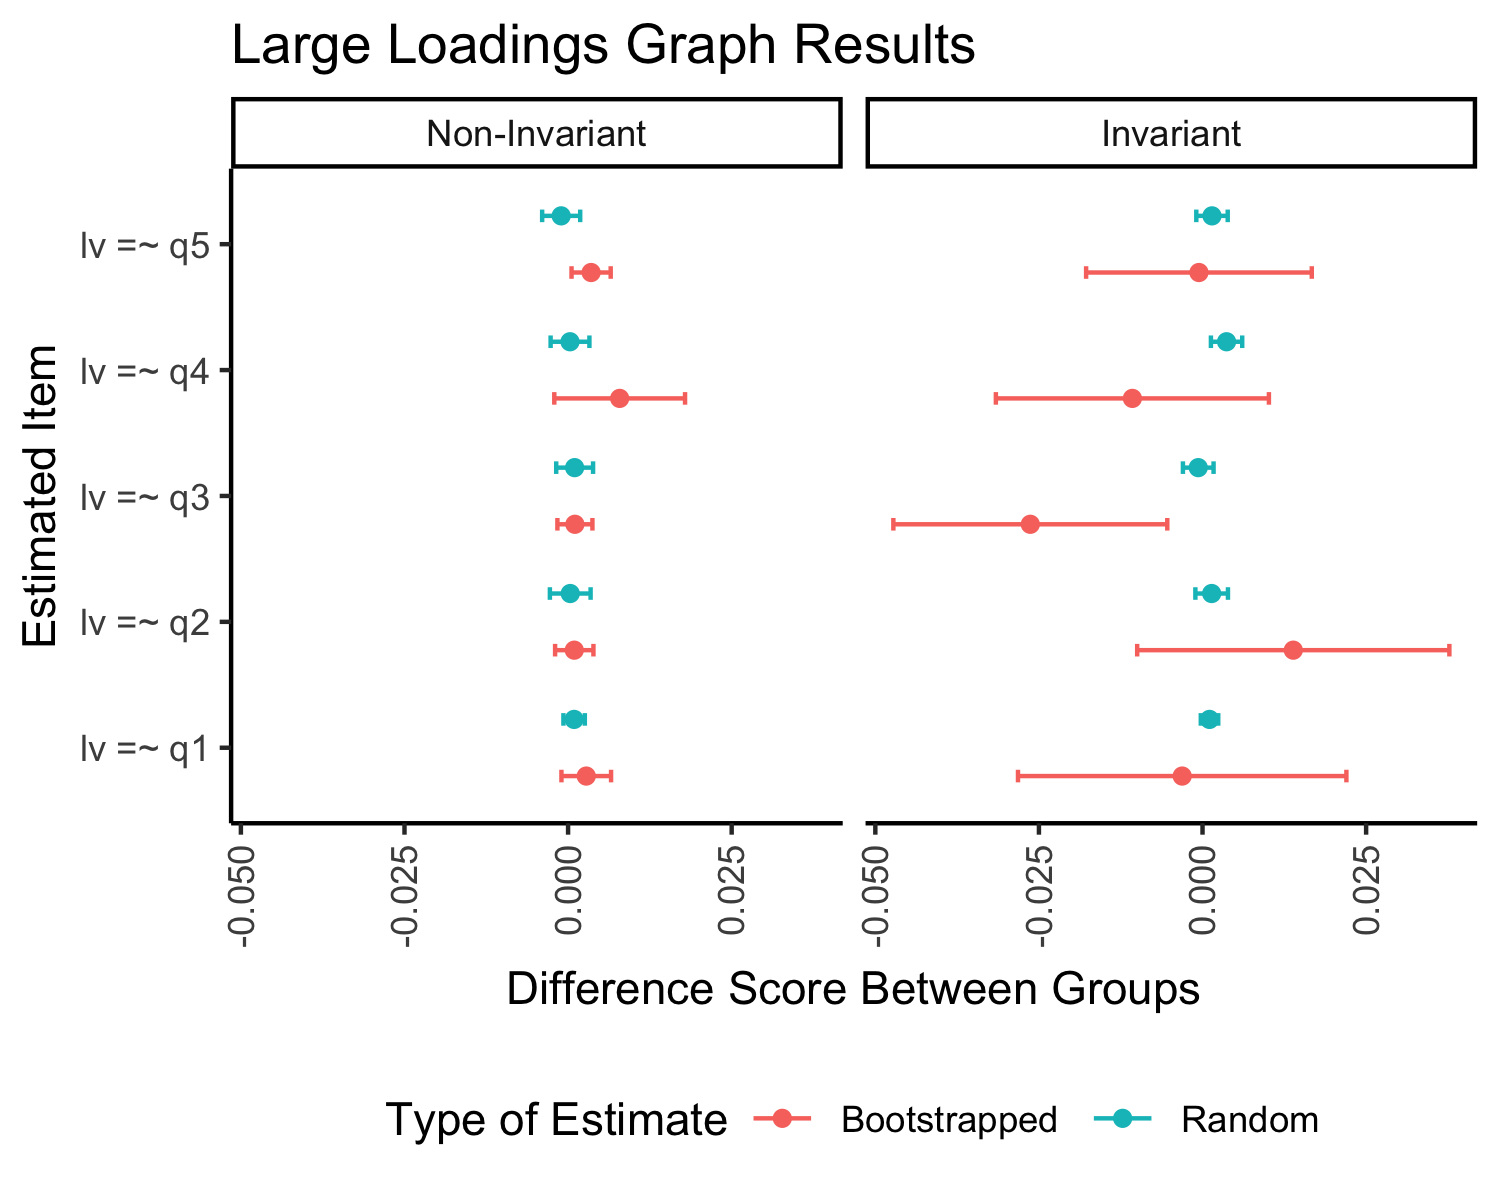 Large Loadings Graph Results
Non-Invariant
Invariant
Estimated Item
lv =~ q5
lv =~ q4
lv =~ q3
lv =~ q2
lv =~ q1
-0.050
-0.025
0.000
0.025
-0.050
-0.025
0.000
0.025
Difference Score Between Groups
Type of Estimate
Bootstrapped
Random